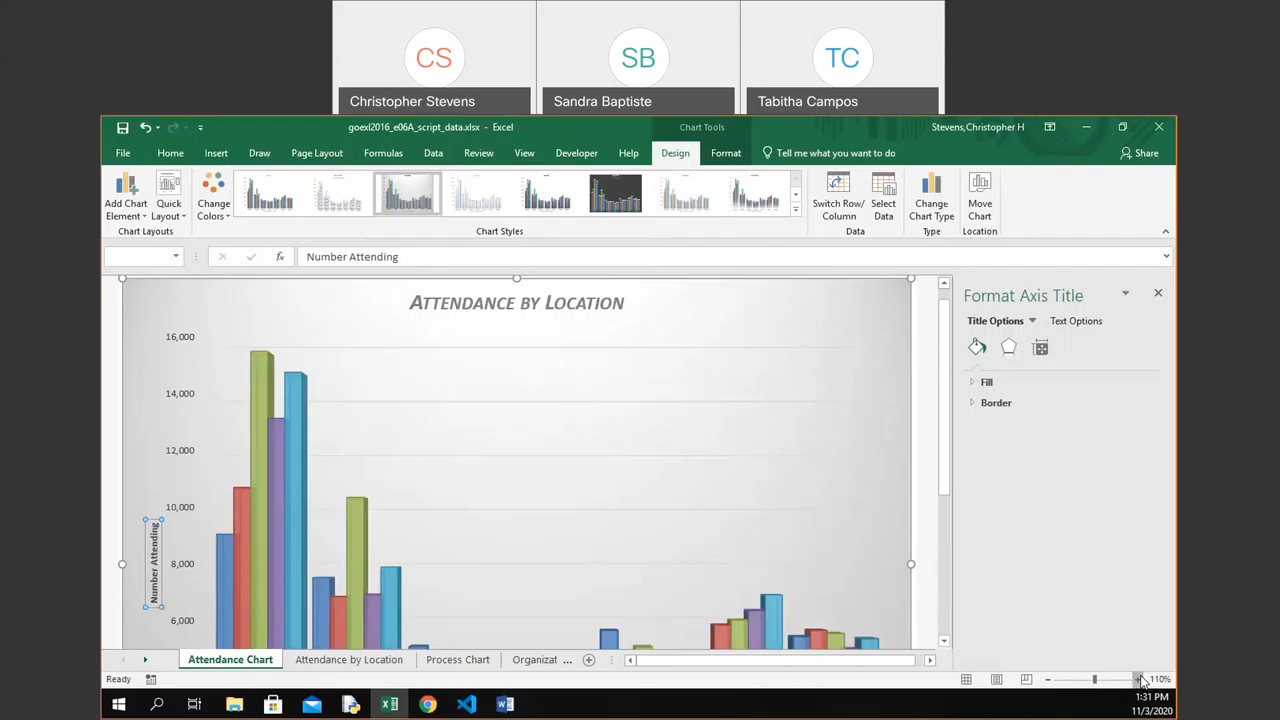 CS
SB
TC
Christopher Stevens
Sandra Baptiste
Tabitha Campos
goexl2016_e06A_script_data.xlsx - Excel
Chart Tools
Stevens,Christopher H
File
Home
Insert
Draw
Page Layout
Formulas
Data
Review
View
Developer
Help
Design
Format
Tell me what you want to do
Share
Add Chart
Element
Quick
Layout
Change
Colors
Switch Row/
Column
Select
Data
Change
Chart Type
Move
Chart
Chart Layouts
Chart Styles
Data
Type
Location
fx
Number Attending
ATTENDANCE BY LOCATION
16,000
14,000
12,000
10,000
8,000
6,000
Number Attending
Format Axis Title
Title Options
Text Options
Fill
Border
Attendance Chart
Attendance by Location
Process Chart
Organizat ...
Ready
110%
1:31 PM
11/3/2020